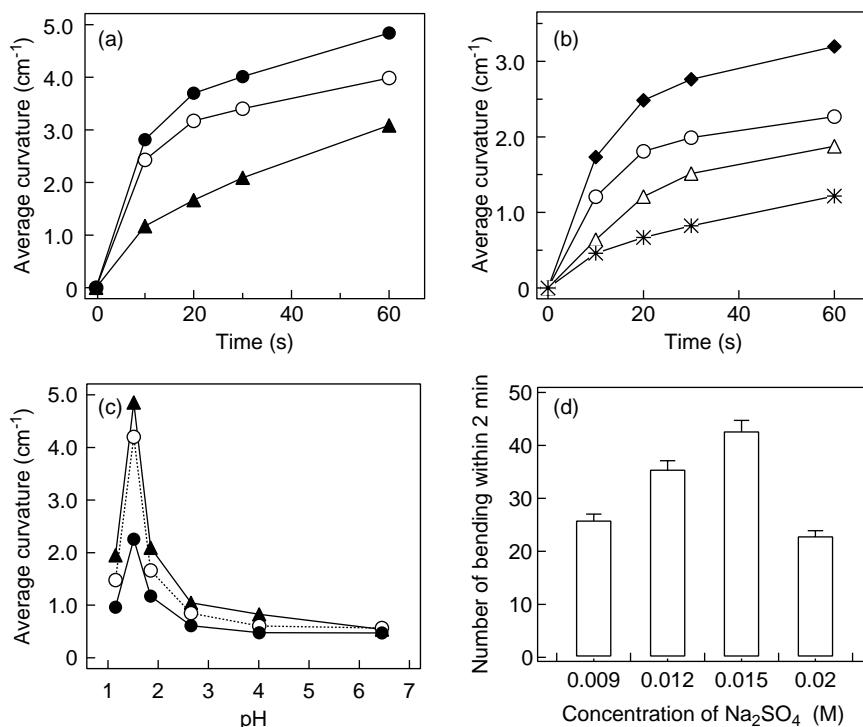 (a)
Average curvature (cm⁻¹)
5.0
4.0
3.0
2.0
1.0
0
0 20 40 60
Time (s)
(b)
Average curvature (cm⁻¹)
3.0
2.0
1.0
0
0 20 40 60
Time (s)
(c)
Average curvature (cm⁻¹)
5.0
4.0
3.0
2.0
1.0
0
1 2 3 4 5 6 7
pH
(d)
Number of bending within 2 min
50
40
30
20
10
0
0.009 0.012 0.015 0.02
Concentration of Na₂SO₄ (M)